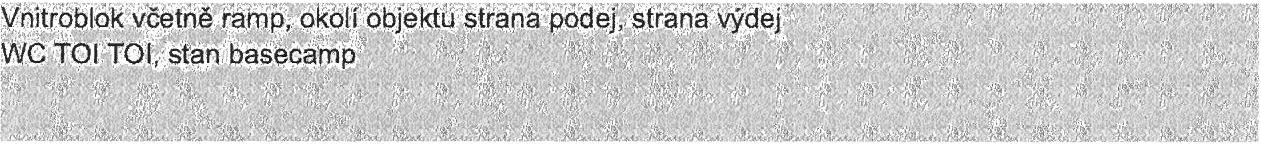 Vnitroblok včetně ramp, okolí objektu strana podej, strana výdej
WC TOI TOI, stan basecamp